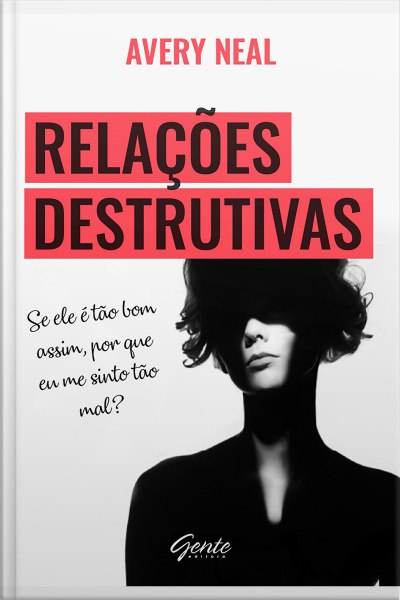 AVERY NEAL
RELAÇÕES
DESTRUTIVAS
Se ele é tão bom
assim, por que
eu me sinto tão
mal?
Gente
editora